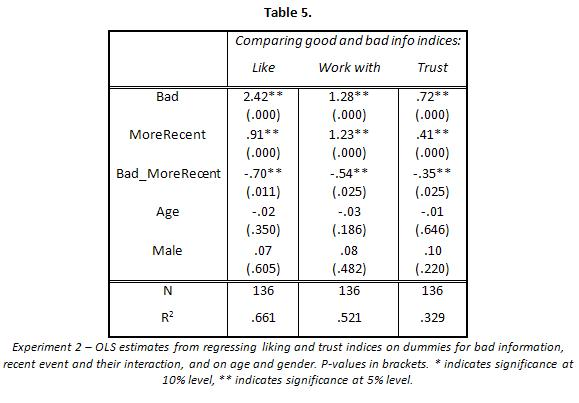 Table 5.
Comparing good and bad info indices:
Like Work with Trust
Bad 2.42** 1.28** .72**
(.000) (.000) (.000)
MoreRecent .91** 1.23** .41**
(.000) (.000) (.000)
Bad_MoreRecent -.70** -.54** -.35**
(.011) (.025) (.025)
Age -.02 -.03 -.01
(.350) (.186) (.646)
Male .07 .08 .10
(.605) (.482) (.220)
N 136 136 136
R² .661 .521 .329
Experiment 2 – OLS estimates from regressing liking and trust indices on dummies for bad information,
recent event and their interaction, and on age and gender. P-values in brackets. * indicates significance at
10% level, ** indicates significance at 5% level.